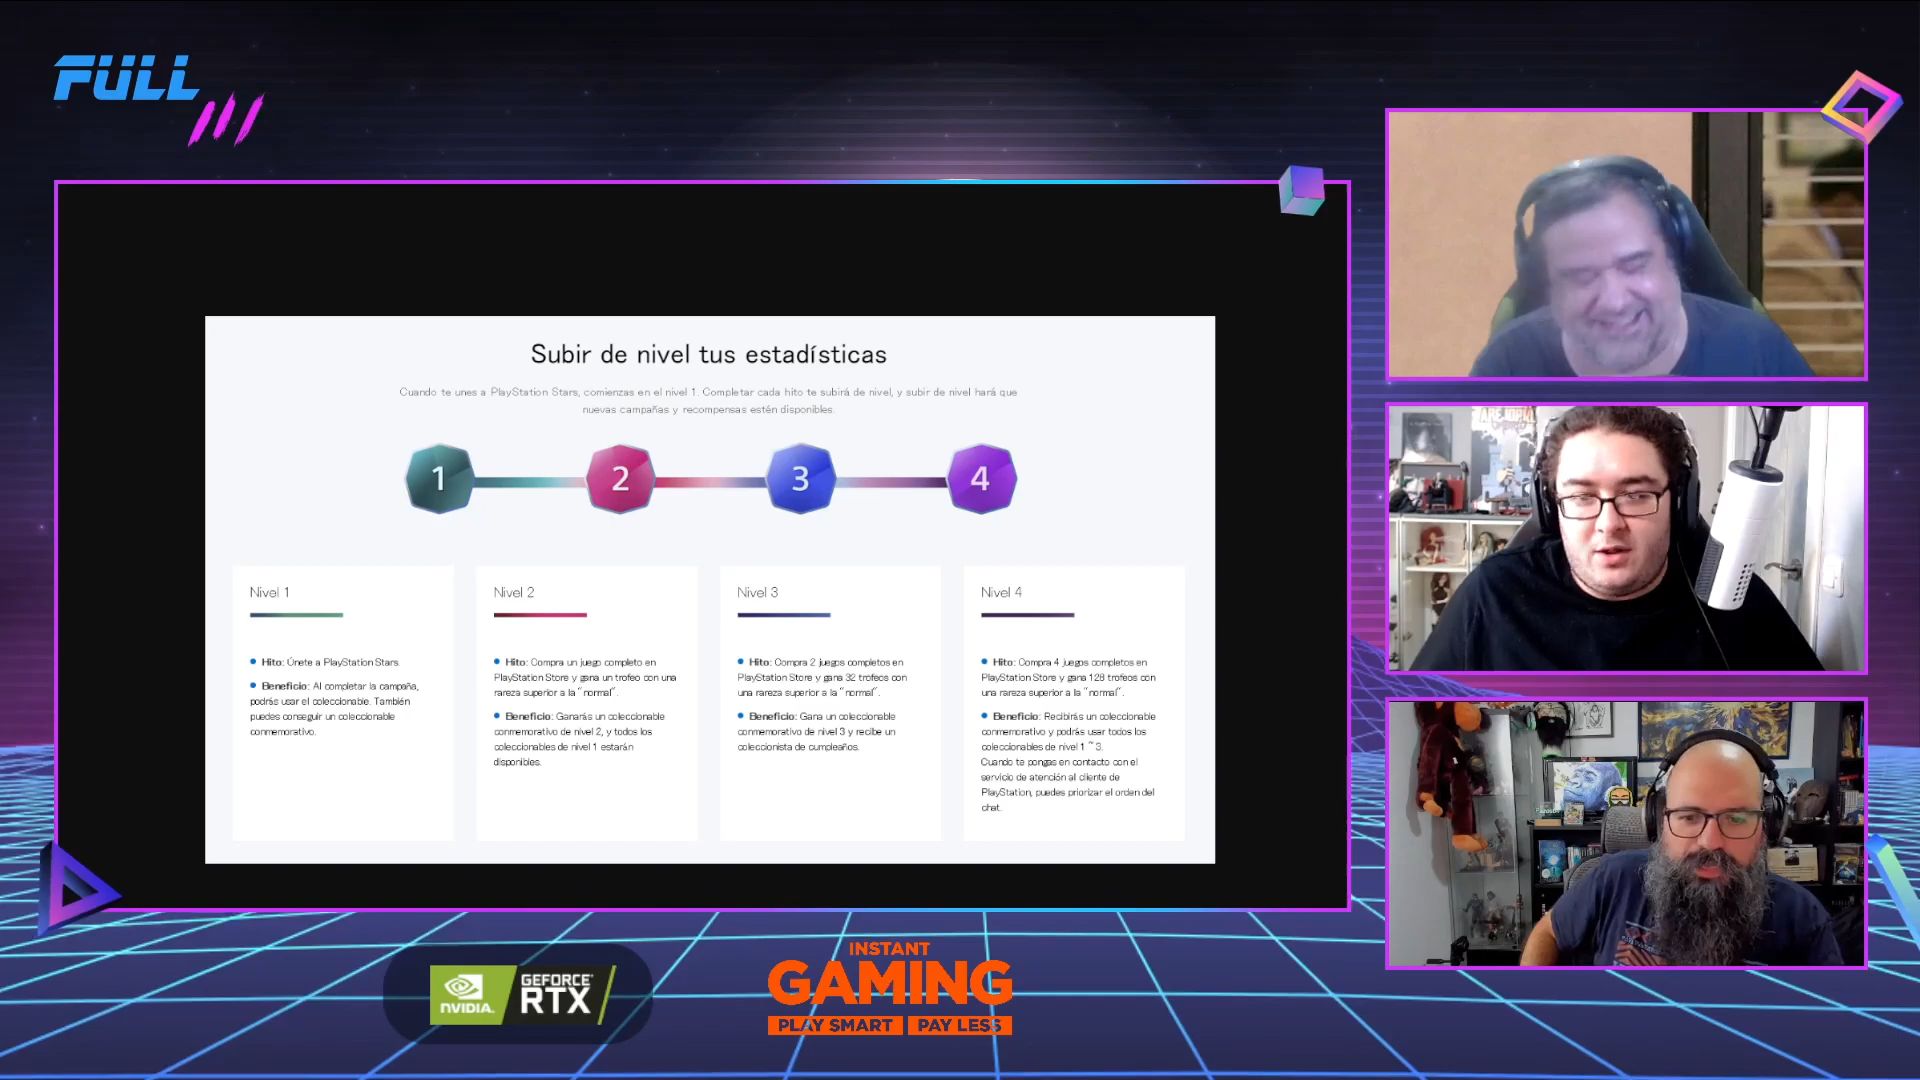 FULL
Subir de nivel tus estadísticas
Cuando te unes a PlayStation Stars, comienzas en el nivel 1. Completar cada hito te subirá de nivel, y subir de nivel hará que
nuevas campañas y recompensas estén disponibles.
1
2
3
4
Nivel 1
Hito: Únete a PlayStation Stars.
Beneficio: Al completar la campaña,
podrás usar el coleccionable. También
puedes conseguir un coleccionable
conmemorativo.
Nivel 2
Hito: Compra un juego completo en
PlayStation Store y gana un trofeo con una
rareza superior a la "normal".
Beneficio: Ganarás un coleccionable
conmemorativo de nivel 2, y todos los
coleccionables de nivel 1 estarán
disponibles.
Nivel 3
Hito: Compra 2 juegos completos en
PlayStation Store y gana 32 trofeos con
una rareza superior a la "normal".
Beneficio: Gana un coleccionable
conmemorativo de nivel 3 y recibe un
coleccionista de cumpleaños.
Nivel 4
Hito: Compra 4 juegos completos en
PlayStation Store y gana 128 trofeos con
una rareza superior a la "normal".
Beneficio: Recibirás un coleccionable
conmemorativo y podrás usar todos los
coleccionables de nivel 1 ~ 3.
Cuando te pongas en contacto con el
servicio de atención al cliente de
PlayStation, puedes priorizar el orden del
chat.
NVIDIA.
GEFORCE
RTX
INSTANT
GAMING
PLAY SMART PAY LESS